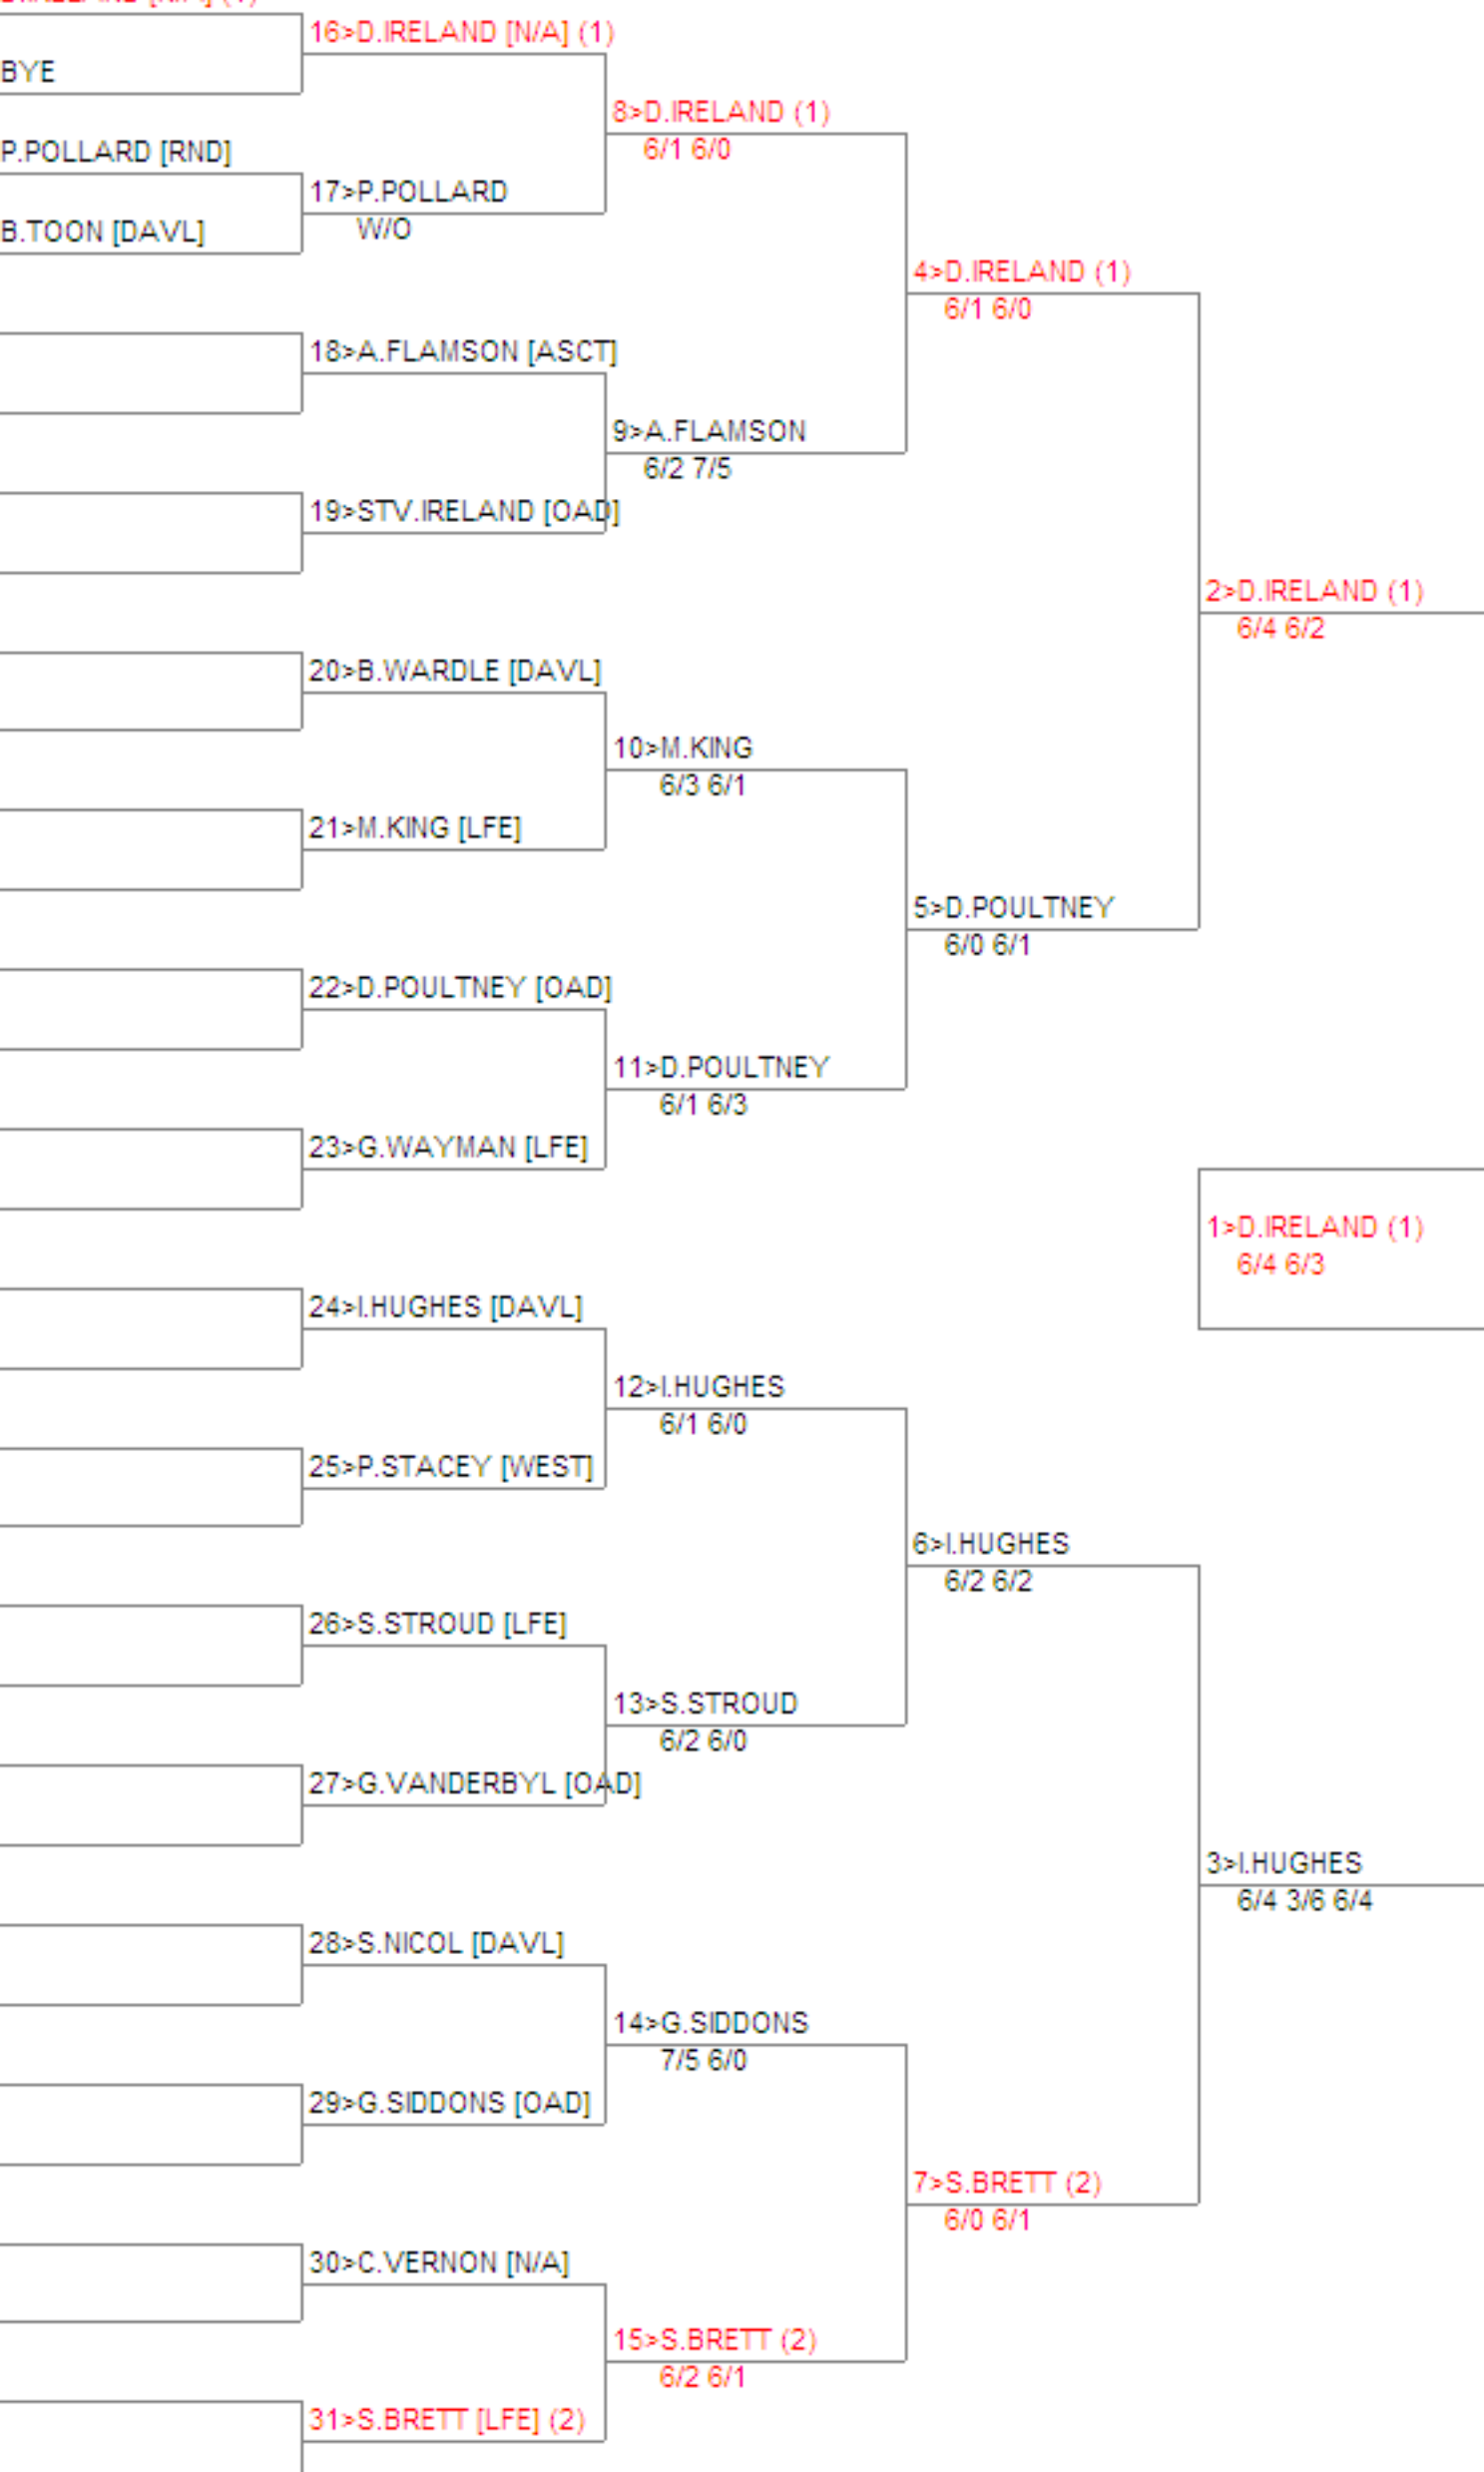 BYE
P.POLLARD [RND]
B.TOON [DAVL]
16>D.IRELAND [N/A] (1)
17>P.POLLARD
W/O
18>A.FLAMSON [ASCT]
19>STV.IRELAND [OAD]
20>B.WARDLE [DAVL]
21>M.KING [LFE]
22>D.POULTNEY [OAD]
23>G.WAYMAN [LFE]
24>I.HUGHES [DAVL]
25>P.STACEY [WEST]
26>S.STROUD [LFE]
27>G.VANDERBYL [OAD]
28>S.NICOL [DAVL]
29>G.SIDDONS [OAD]
30>C.VERNON [N/A]
31>S.BRETT [LFE] (2)
8>D.IRELAND (1)
6/1 6/0
9>A.FLAMSON
6/2 7/5
10>M.KING
6/3 6/1
11>D.POULTNEY
6/1 6/3
12>I.HUGHES
6/1 6/0
13>S.STROUD
6/2 6/0
14>G.SIDDONS
7/5 6/0
15>S.BRETT (2)
6/2 6/1
4>D.IRELAND (1)
6/1 6/0
5>D.POULTNEY
6/0 6/1
6>I.HUGHES
6/2 6/2
7>S.BRETT (2)
6/0 6/1
2>D.IRELAND (1)
6/4 6/2
1>D.IRELAND (1)
6/4 6/3
3>I.HUGHES
6/4 3/6 6/4